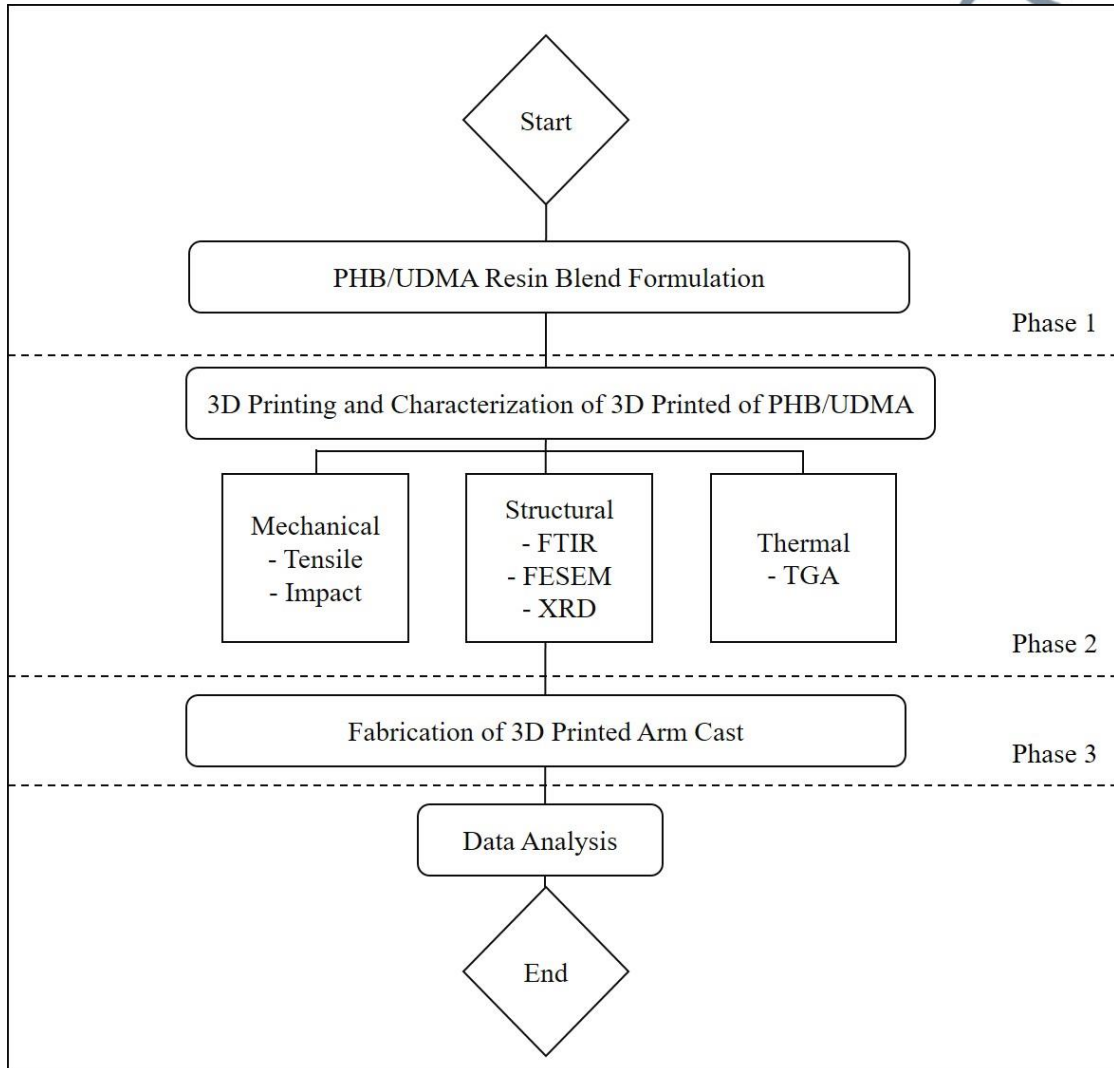 Start
PHB/UDMA Resin Blend Formulation
Phase 1
3D Printing and Characterization of 3D Printed of PHB/UDMA
Mechanical
- Tensile
- Impact
Structural
- FTIR
- FESEM
- XRD
Thermal
- TGA
Phase 2
Fabrication of 3D Printed Arm Cast
Phase 3
Data Analysis
End